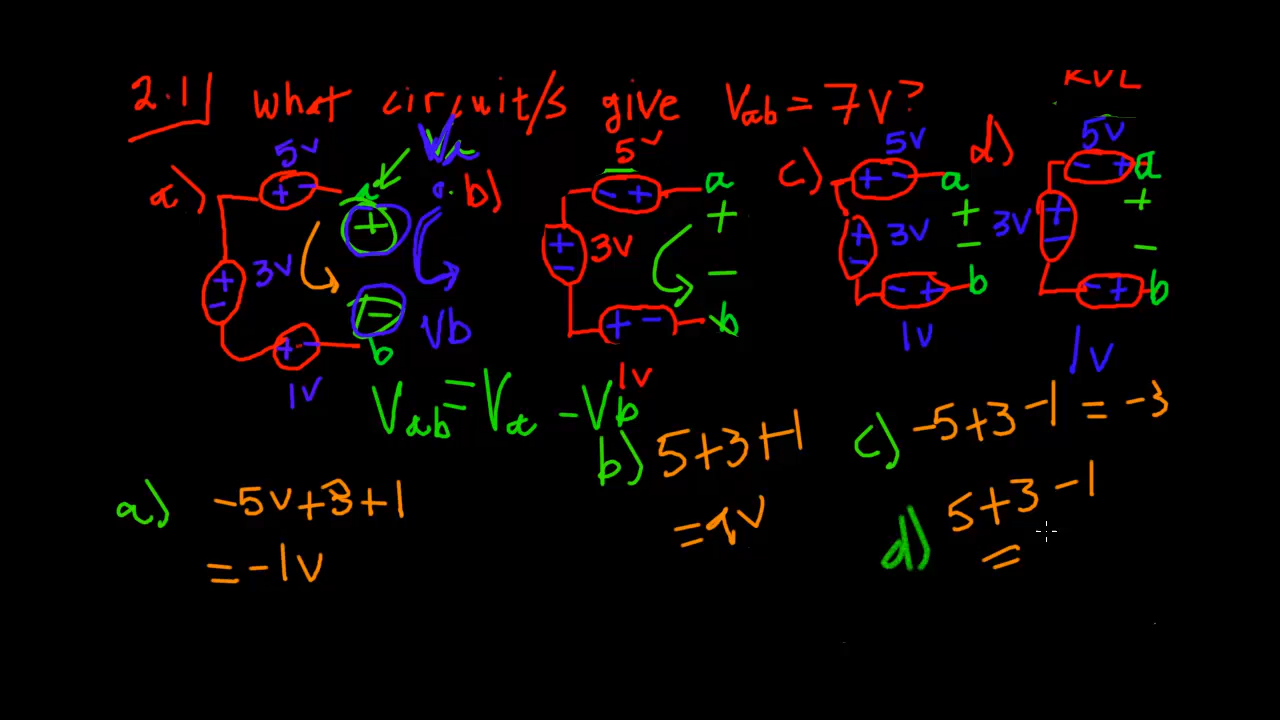 KVL
2.1 what circuit/s give Vab = 7V?
a) 5V + - a + 3V + - 1V + - - b Vb
b) 5V - + a + 3V + - 1V + - - b
c) 5V + - a + 3V + - 1V - + - b
d) 5V - + a + 3V + - 1V - + - b
Vab = Va - Vb
a) -5V + 3 + 1
= -1V
b) 5+3+1
= 9V
c) -5+3-1 = -3
d) 5+3-1
=